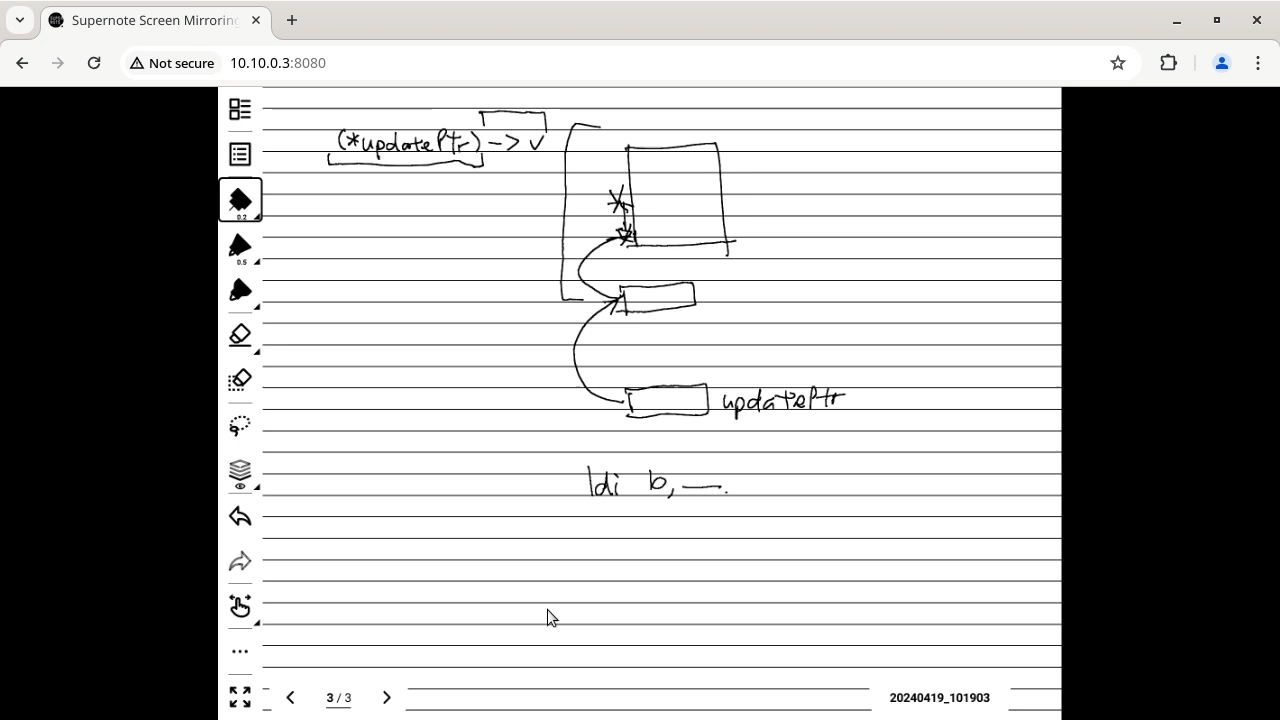 Supernote Screen Mirroring
Not secure
10.10.0.3:8080
(*updatePtr) -> v
0.2
0.5
updatePtr
ldi b, —.
3 / 3
20240419_101903